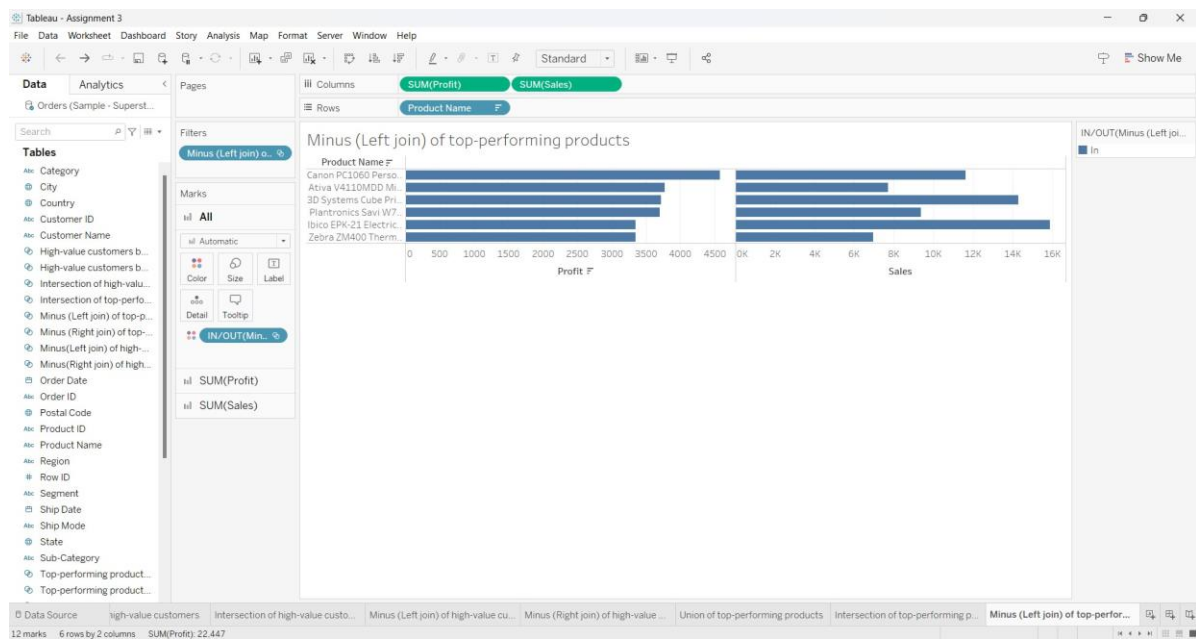 Tableau - Assignment 3
File Data Worksheet Dashboard Story Analysis Map Format Server Window Help
Standard
Show Me
Data Analytics
Orders (Sample - Superst...
Search
Tables
Abc Category
City
Country
Abc Customer ID
Abc Customer Name
High-value customers b...
High-value customers b...
Intersection of high-valu...
Intersection of top-perfo...
Minus (Left join) of top-p...
Minus (Right join) of top-...
Minus(Left join) of high-...
Minus(Right join) of high...
Order Date
Abc Order ID
Postal Code
Abc Product ID
Abc Product Name
Abc Region
# Row ID
Abc Segment
Ship Date
Abc Ship Mode
State
Abc Sub-Category
Top-performing product...
Top-performing product...
Pages
Filters
Minus (Left join) o..
Marks
All
Automatic
Color Size Label
Detail Tooltip
IN/OUT(Min..
SUM(Profit)
SUM(Sales)
Columns SUM(Profit) SUM(Sales)
Rows Product Name
Minus (Left join) of top-performing products
Product Name
Canon PC1060 Perso..
Ativa V4110MDD Mi..
3D Systems Cube Pri..
Plantronics Savi W7..
Ibico EPK-21 Electric..
Zebra ZM400 Therm..
0 500 1000 1500 2000 2500 3000 3500 4000 4500 0K 2K 4K 6K 8K 10K 12K 14K 16K
Profit Sales
IN/OUT(Minus (Left joi...
In
Data Source high-value customers Intersection of high-value custo... Minus (Left join) of high-value cu... Minus (Right join) of high-value ... Union of top-performing products Intersection of top-performing p... Minus (Left join) of top-perfor...
12 marks 6 rows by 2 columns SUM(Profit): 22,447